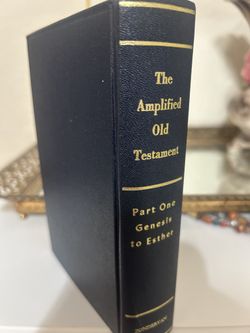 The
Amplified
Old
Testament
Part One
Genesis
to Esther
ZONDERVAN